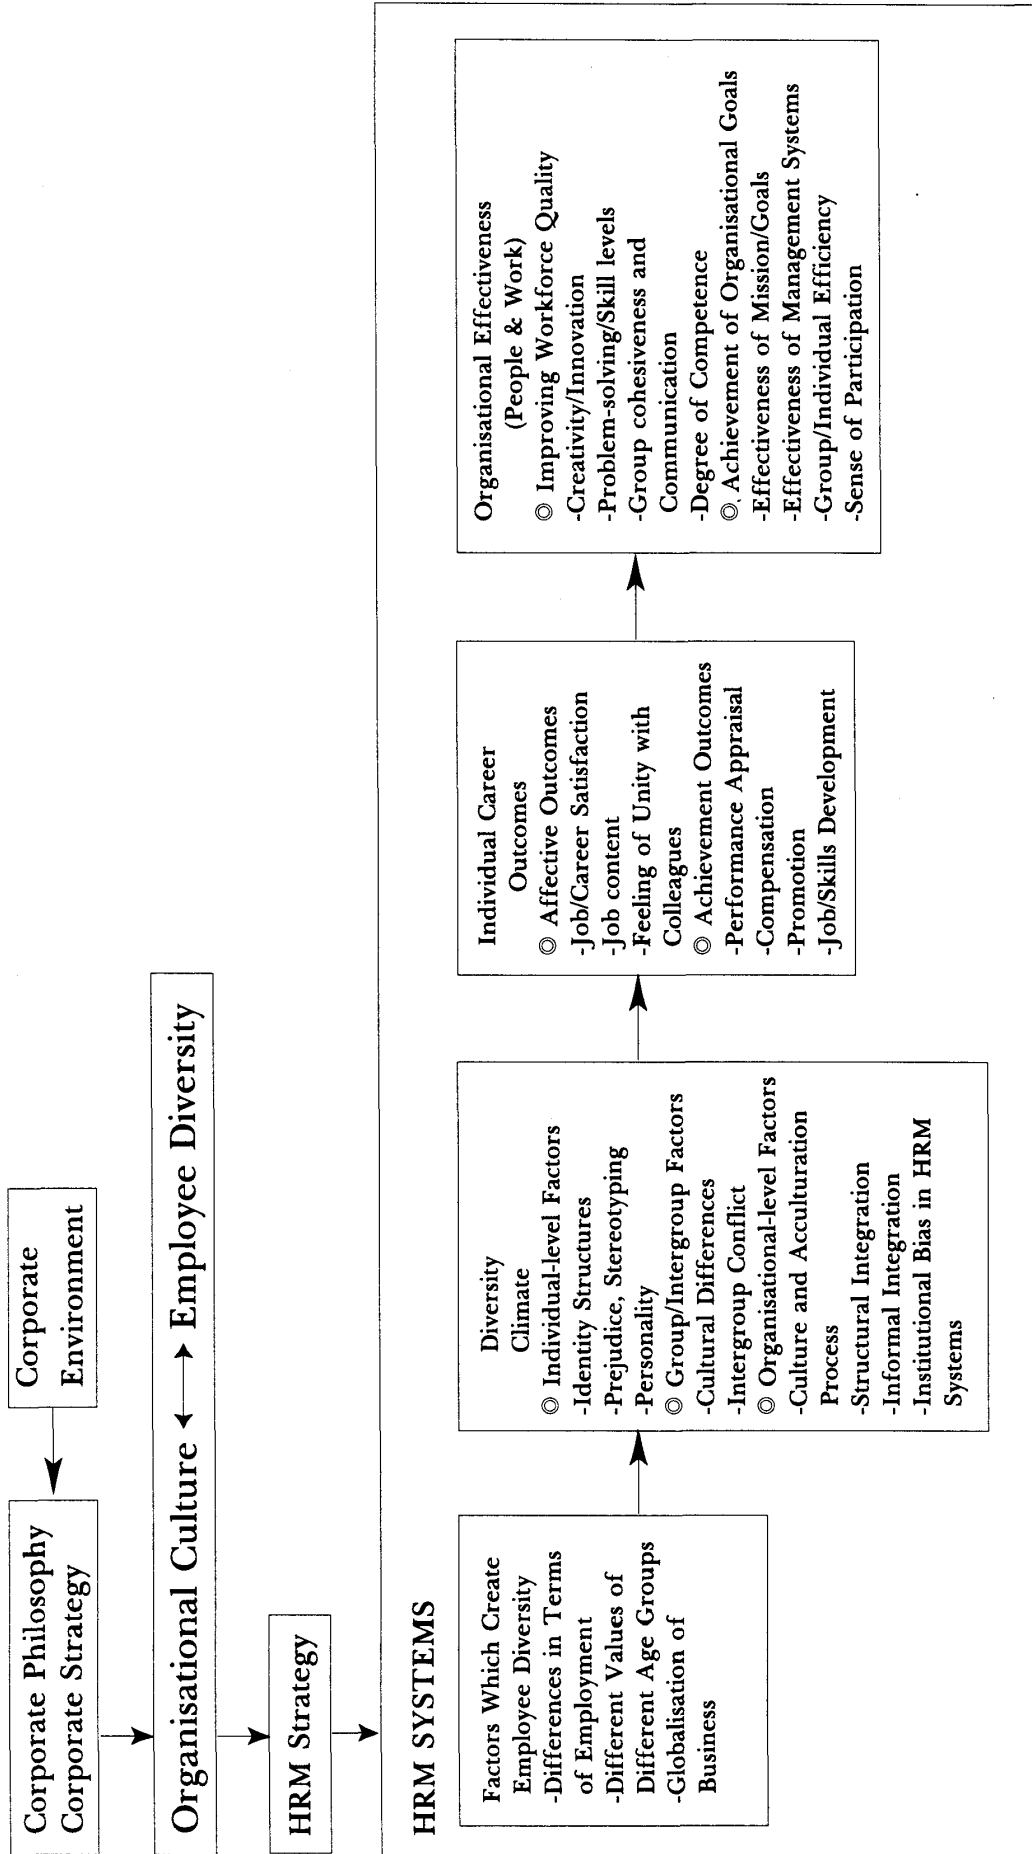 Corporate Philosophy
Corporate Strategy
Corporate
Environment
Organisational Culture ↔ Employee Diversity
HRM Strategy
HRM SYSTEMS
Factors Which Create
Employee Diversity
-Differences in Terms
of Employment
-Different Values of
Different Age Groups
-Globalisation of
Business
Diversity
Climate
◎ Individual-level Factors
-Identity Structures
-Prejudice, Stereotyping
-Personality
◎ Group/Intergroup Factors
-Cultural Differences
-Intergroup Conflict
◎ Organisational-level Factors
-Culture and Acculturation
Process
-Structural Integration
-Informal Integration
-Institutional Bias in HRM
Systems
Individual Career
Outcomes
◎ Affective Outcomes
-Job/Career Satisfaction
-Job content
-Feeling of Unity with
Colleagues
◎ Achievement Outcomes
-Performance Appraisal
-Compensation
-Promotion
-Job/Skills Development
Organisational Effectiveness
(People & Work)
◎ Improving Workforce Quality
-Creativity/Innovation
-Problem-solving/Skill levels
-Group cohesiveness and
Communication
-Degree of Competence
◎ Achievement of Organisational Goals
-Effectiveness of Mission/Goals
-Effectiveness of Management Systems
-Group/Individual Efficiency
-Sense of Participation